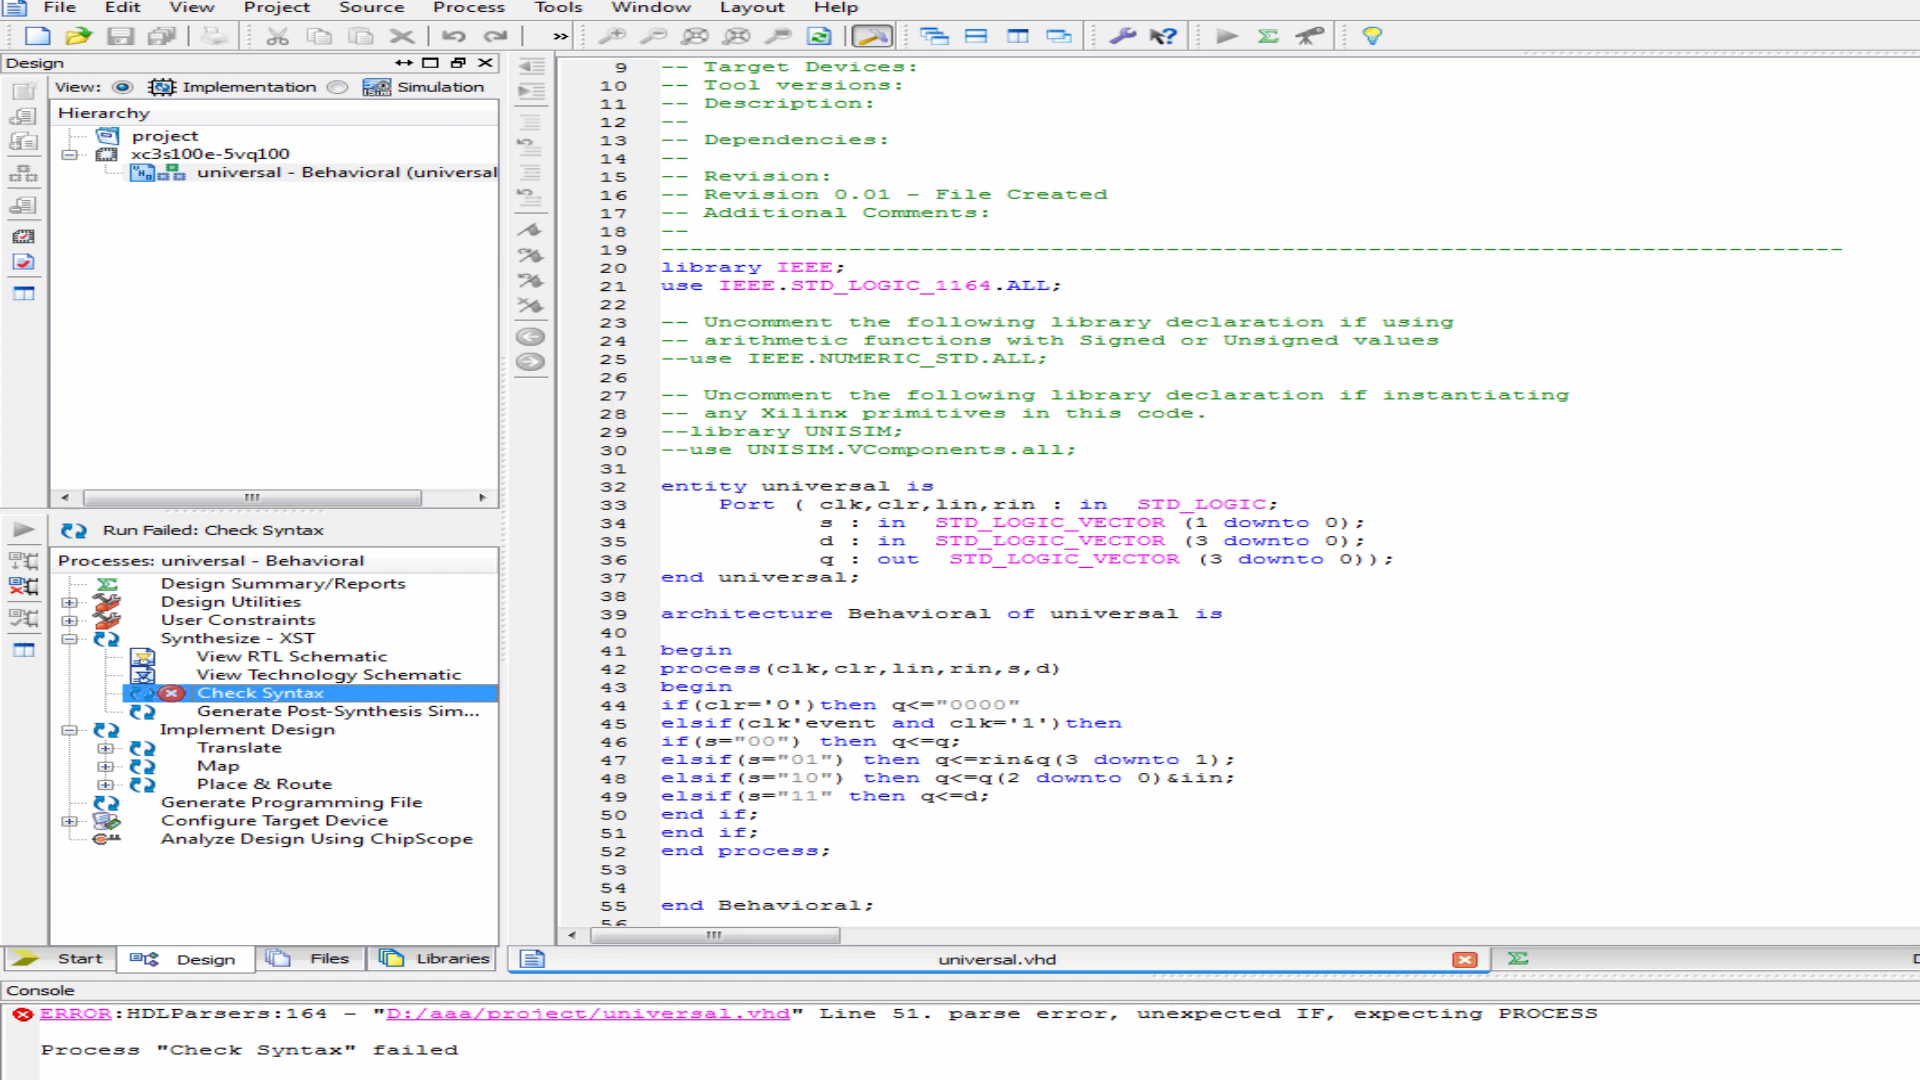 File Edit View Project Source Process Tools Window Layout Help
Design
View: Implementation Simulation
Hierarchy
project
xc3s100e-5vq100
universal - Behavioral (universal
Run Failed: Check Syntax
Processes: universal - Behavioral
Design Summary/Reports
Design Utilities
User Constraints
Synthesize - XST
View RTL Schematic
View Technology Schematic
Check Syntax
Generate Post-Synthesis Sim...
Implement Design
Translate
Map
Place & Route
Generate Programming File
Configure Target Device
Analyze Design Using ChipScope
Start Design Files Libraries
9 -- Target Devices:
10 -- Tool versions:
11 -- Description:
12 --
13 -- Dependencies:
14 --
15 -- Revision:
16 -- Revision 0.01 - File Created
17 -- Additional Comments:
18 --
19 ----------------------------------------------------------------------------------
20 library IEEE;
21 use IEEE.STD_LOGIC_1164.ALL;
22
23 -- Uncomment the following library declaration if using
24 -- arithmetic functions with Signed or Unsigned values
25 --use IEEE.NUMERIC_STD.ALL;
26
27 -- Uncomment the following library declaration if instantiating
28 -- any Xilinx primitives in this code.
29 --library UNISIM;
30 --use UNISIM.VComponents.all;
31
32 entity universal is
33 Port ( clk,clr,lin,rin : in STD_LOGIC;
34 s : in STD_LOGIC_VECTOR (1 downto 0);
35 d : in STD_LOGIC_VECTOR (3 downto 0);
36 q : out STD_LOGIC_VECTOR (3 downto 0));
37 end universal;
38
39 architecture Behavioral of universal is
40
41 begin
42 process(clk,clr,lin,rin,s,d)
43 begin
44 if(clr='0')then q<="0000"
45 elsif(clk'event and clk='1')then
46 if(s="00") then q<=q;
47 elsif(s="01") then q<=rin&q(3 downto 1);
48 elsif(s="10") then q<=q(2 downto 0)&iin;
49 elsif(s="11" then q<=d;
50 end if;
51 end if;
52 end process;
53
54
55 end Behavioral;
56
universal.vhd
Console
ERROR:HDLParsers:164 - "D:/aaa/project/universal.vhd" Line 51. parse error, unexpected IF, expecting PROCESS
Process "Check Syntax" failed